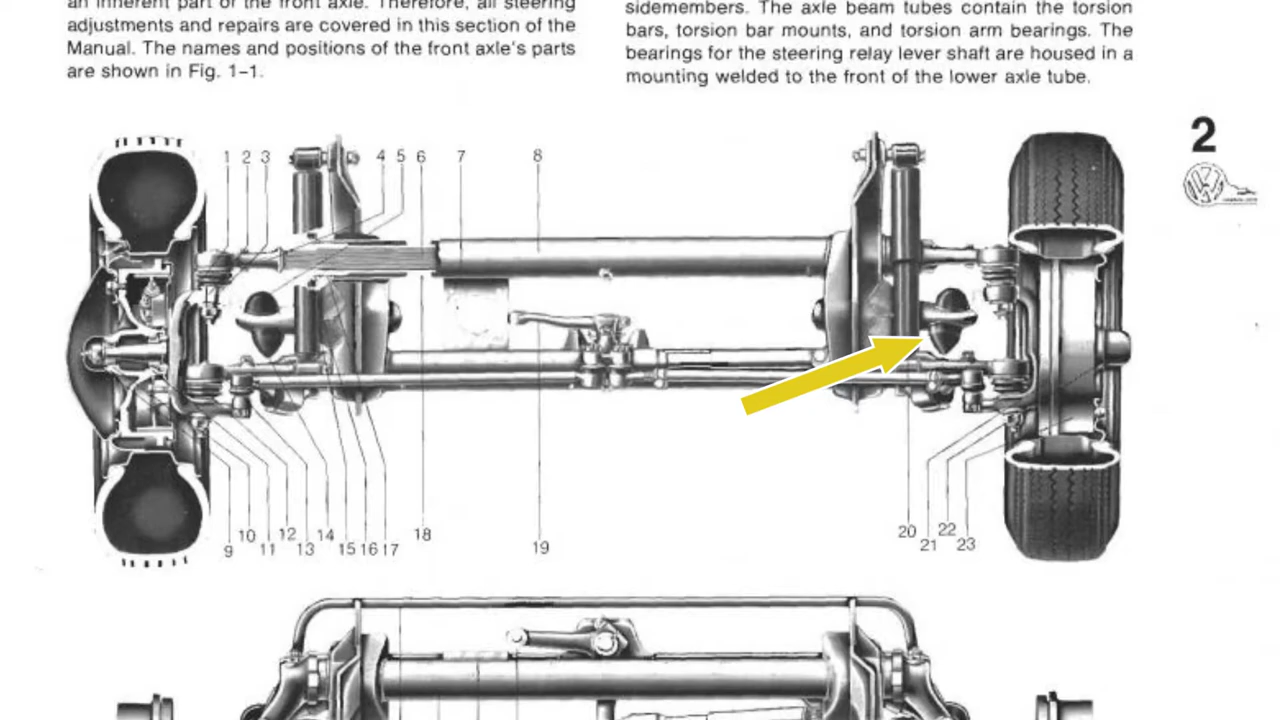 an inherent part of the front axle. Therefore, all steering
adjustments and repairs are covered in this section of the
Manual. The names and positions of the front axle's parts
are shown in Fig. 1–1.
sidemembers. The axle beam tubes contain the torsion
bars, torsion bar mounts, and torsion arm bearings. The
bearings for the steering relay lever shaft are housed in a
mounting welded to the front of the lower axle tube.
2
1 2 3 4 5 6 7 8
9 10 11 12 13 14 15 16 17 18 19 20 21 22 23